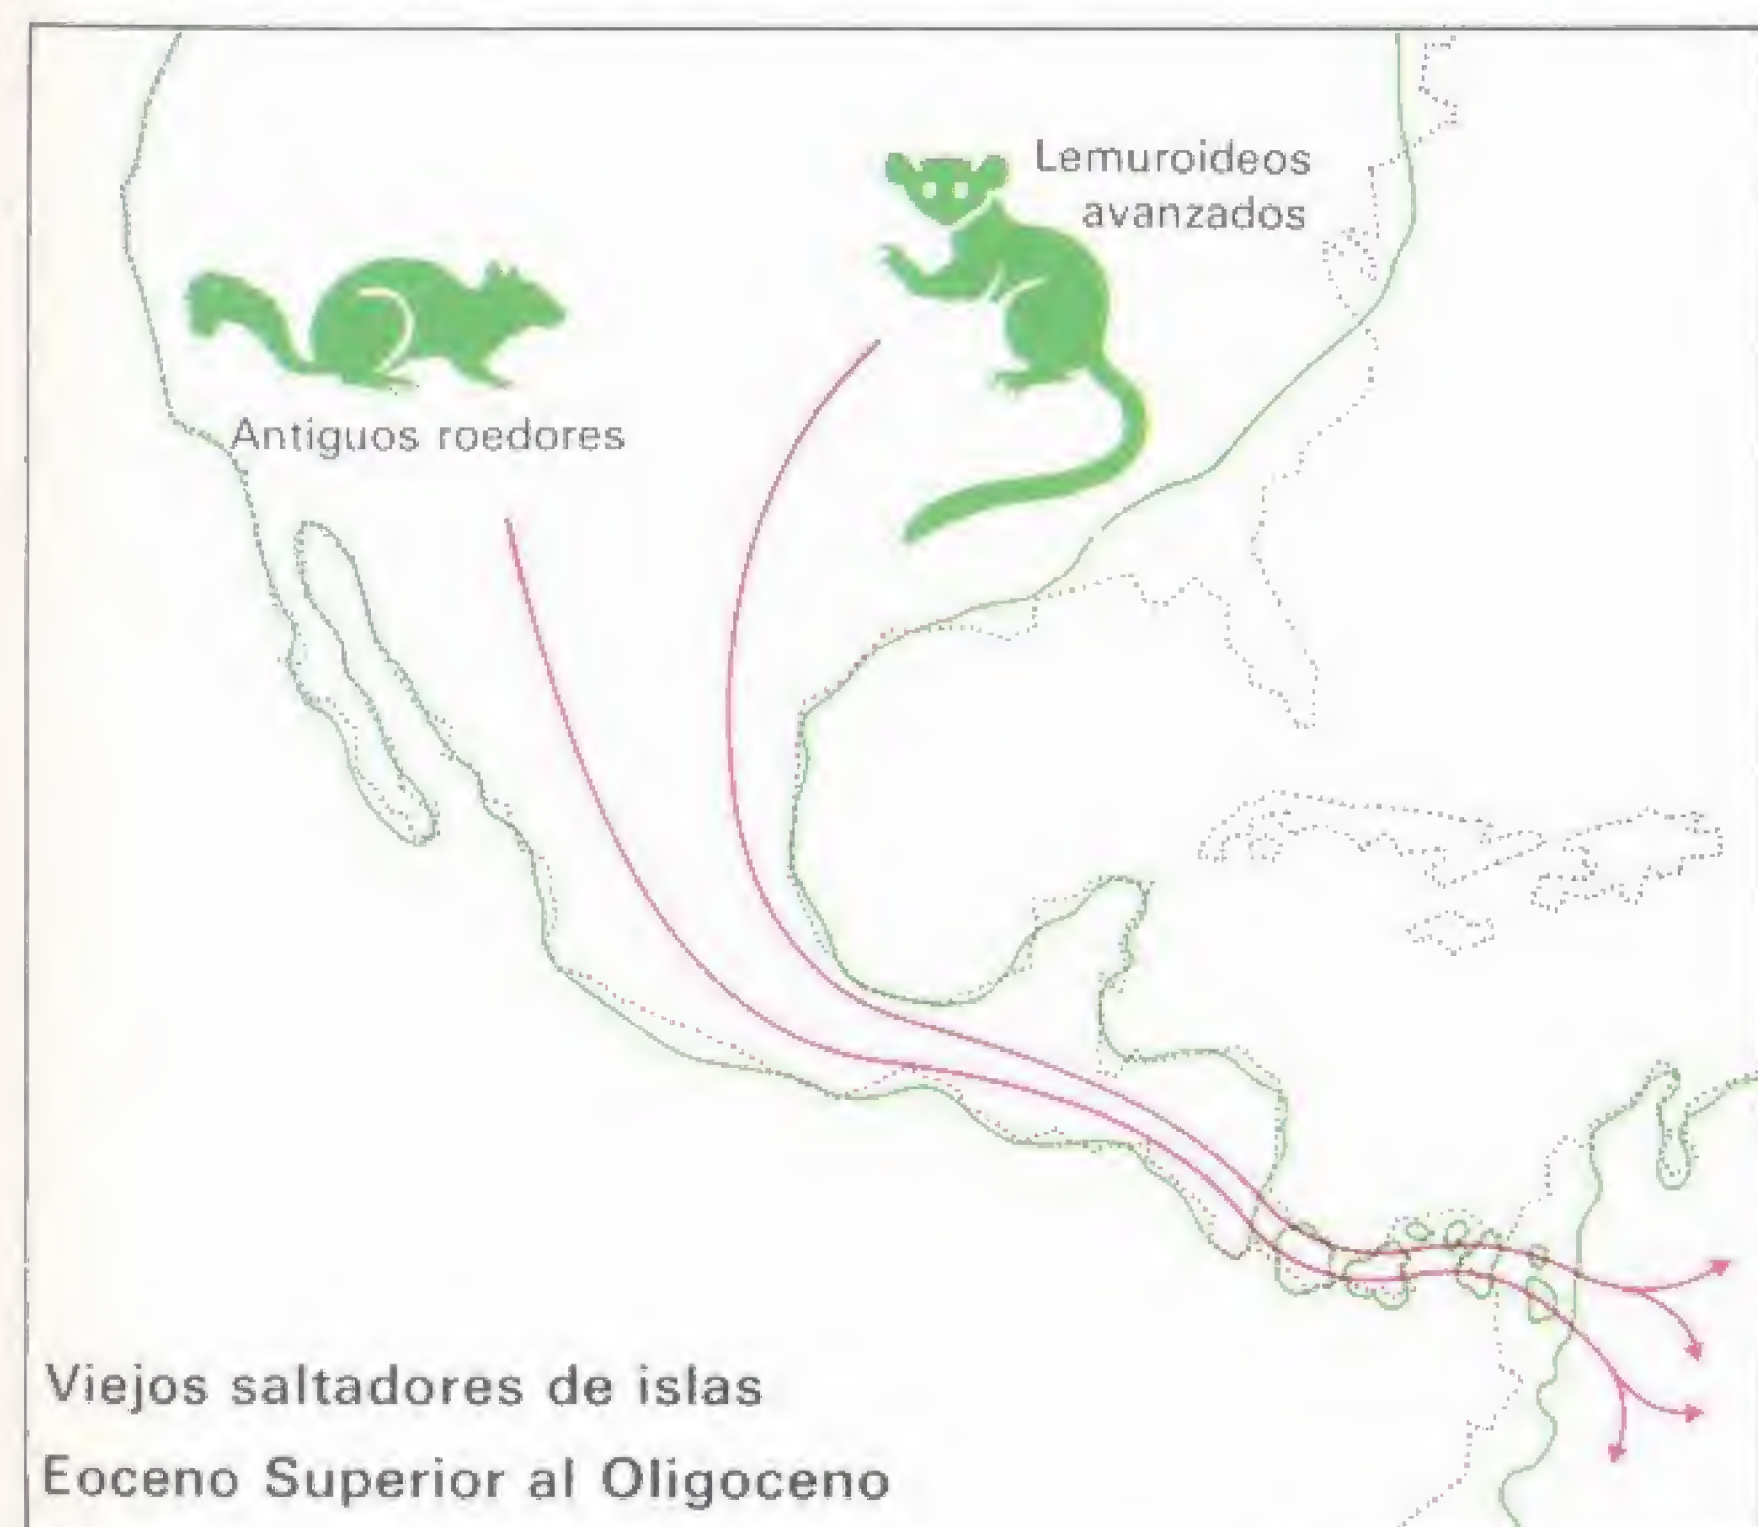 Lemuroideos
avanzados
Antiguos roedores
Viejos saltadores de islas
Eoceno Superior al Oligoceno